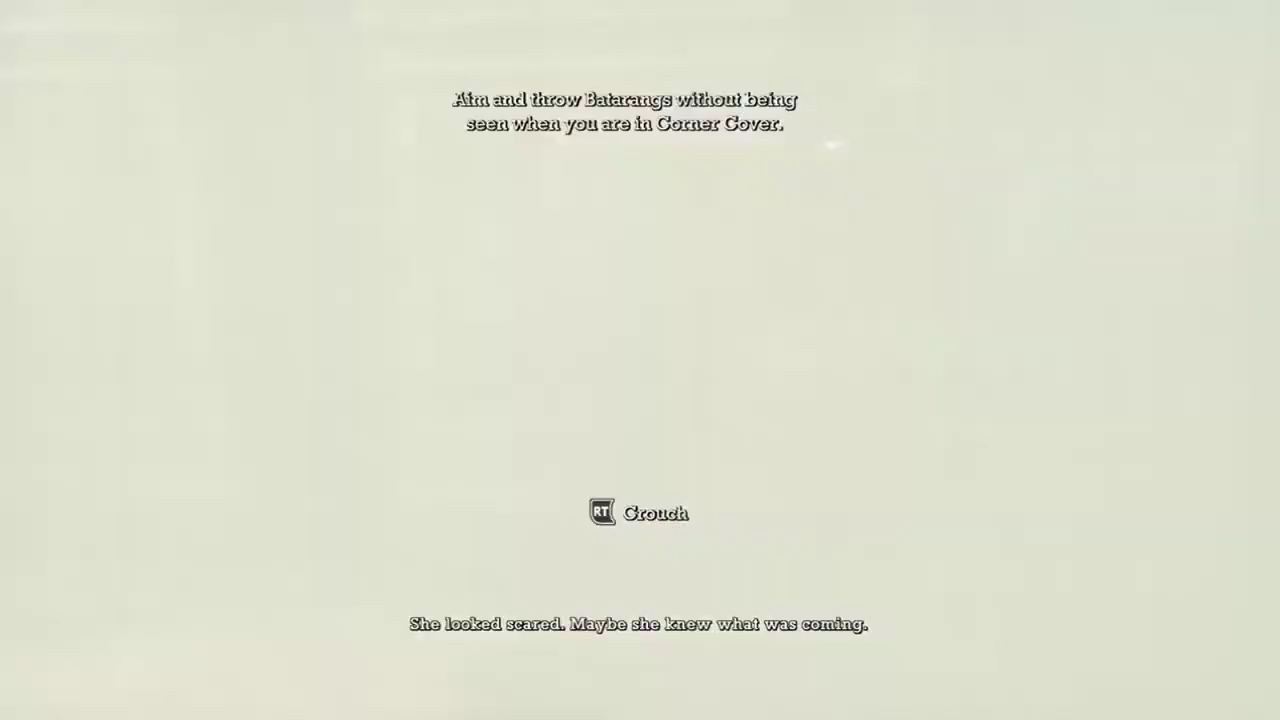 Aim and throw Batarangs without being
seen when you are in Corner Cover.
RT Crouch
She looked scared. Maybe she knew what was coming.